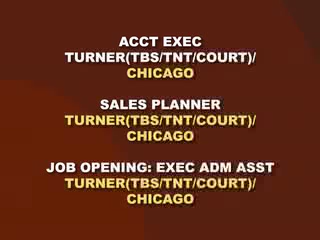 ACCT EXEC
TURNER(TBS/TNT/COURT)/
CHICAGO
SALES PLANNER
TURNER(TBS/TNT/COURT)/
CHICAGO
JOB OPENING: EXEC ADM ASST
TURNER(TBS/TNT/COURT)/
CHICAGO